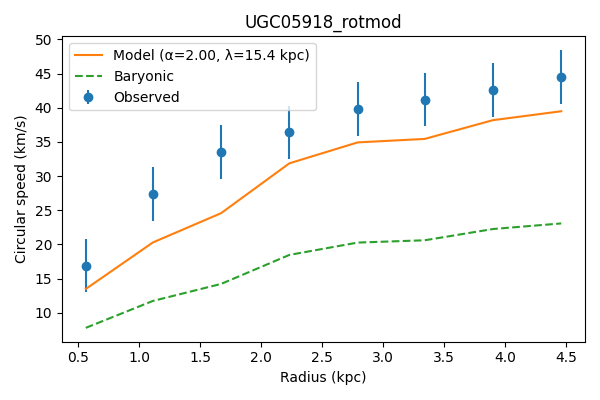 UGC05918_rotmod
Circular speed (km/s)
50
45
40
35
30
25
20
15
10
Model (α=2.00, λ=15.4 kpc)
Baryonic
Observed
0.5 1.0 1.5 2.0 2.5 3.0 3.5 4.0 4.5
Radius (kpc)